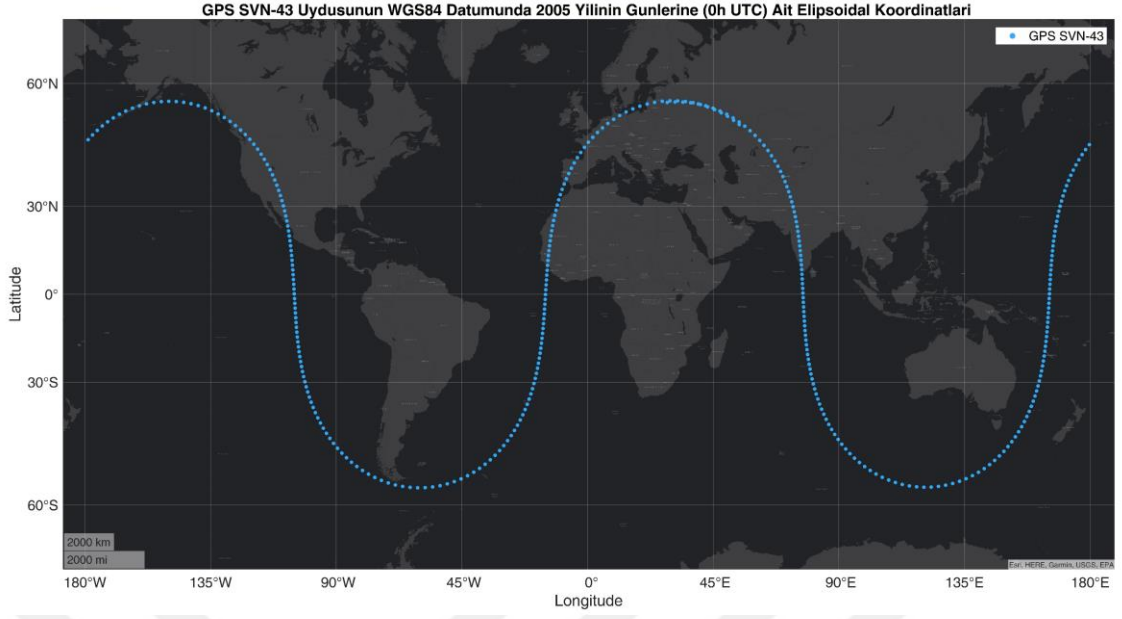 GPS SVN-43 Uydusunun WGS84 Datumunda 2005 Yilinin Gunlerine (0h UTC) Ait Elipsoidal Koordinatlari
GPS SVN-43
60°N
30°N
0°
30°S
60°S
Latitude
2000 km
2000 mi
Esri, HERE, Garmin, USGS, EPA
180°W
135°W
90°W
45°W
0°
45°E
90°E
135°E
180°E
Longitude